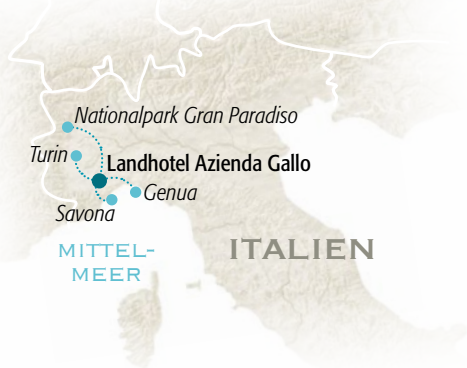 Nationalpark Gran Paradiso
Turin
Landhotel Azienda Gallo
Genua
Savona
MITTEL-
MEER
ITALIEN